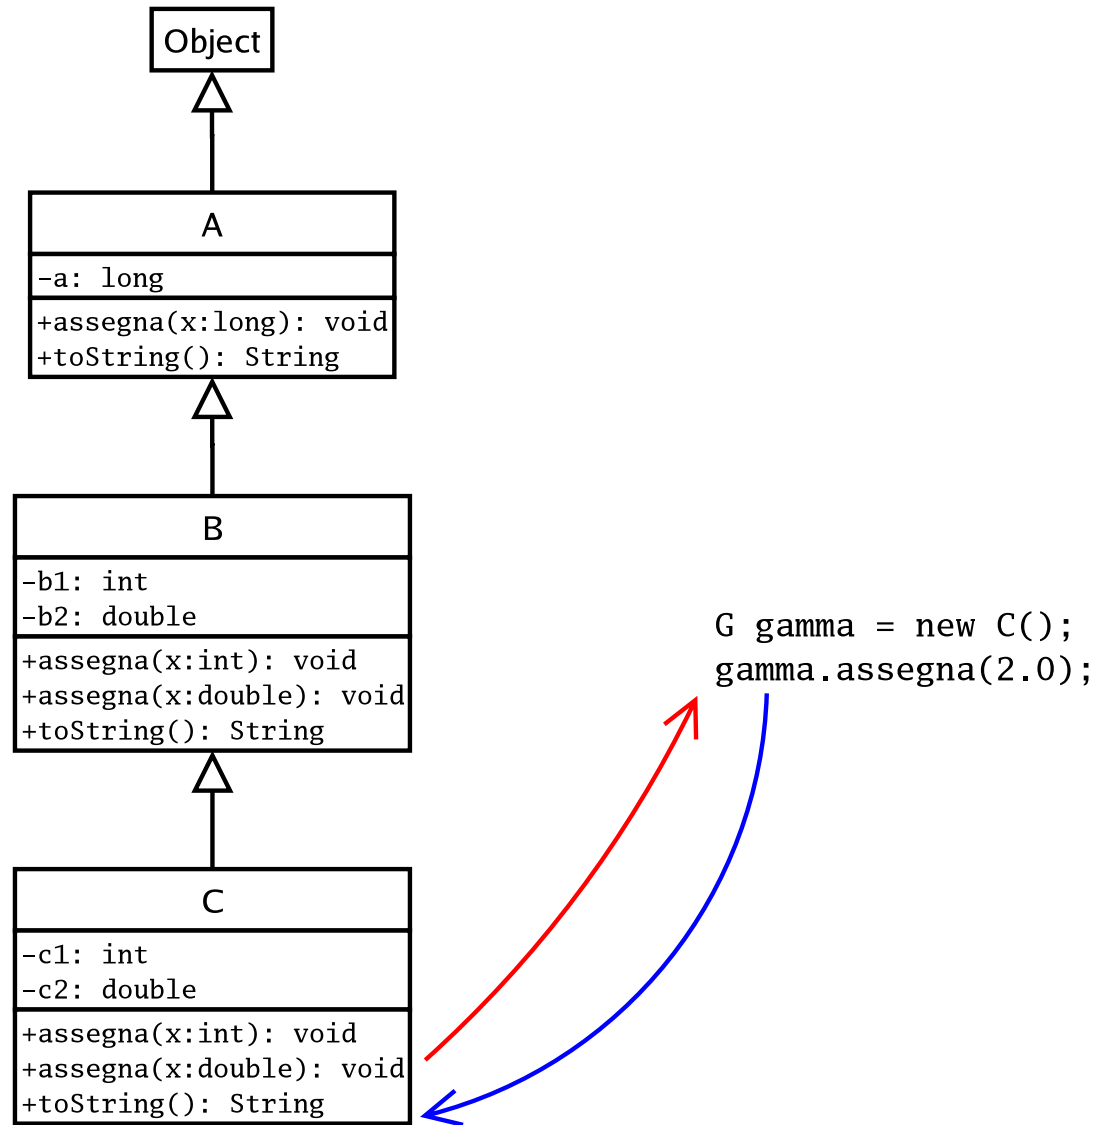 Object
A
-a: long
+assegna(x:long): void
+toString(): String
B
-b1: int
-b2: double
+assegna(x:int): void
+assegna(x:double): void
+toString(): String
G gamma = new C();
gamma.assegna(2.0);
C
-c1: int
-c2: double
+assegna(x:int): void
+assegna(x:double): void
+toString(): String